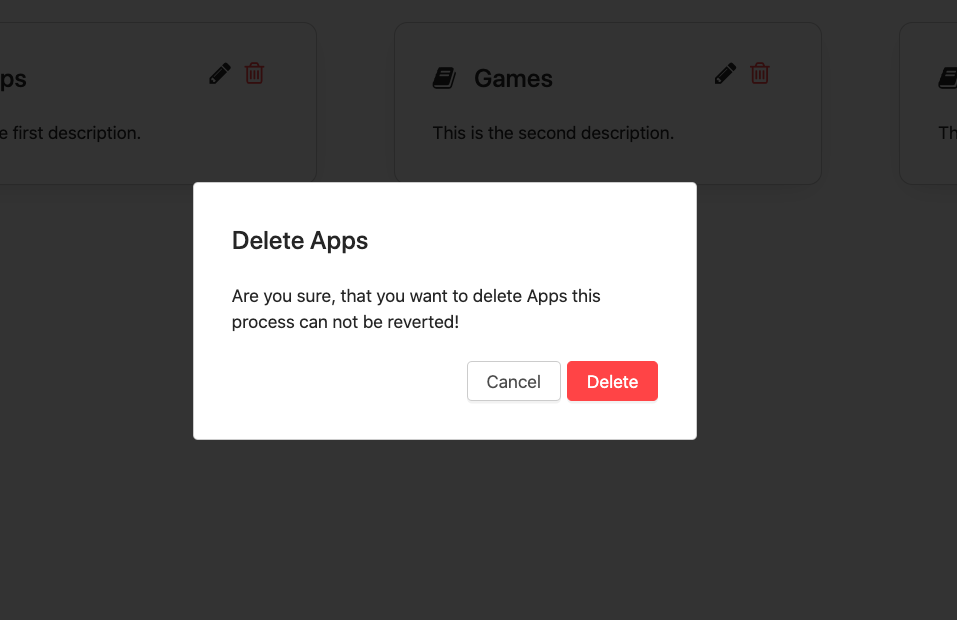 ps
Games
e first description.
This is the second description.
Th
Delete Apps
Are you sure, that you want to delete Apps this
process can not be reverted!
Cancel
Delete